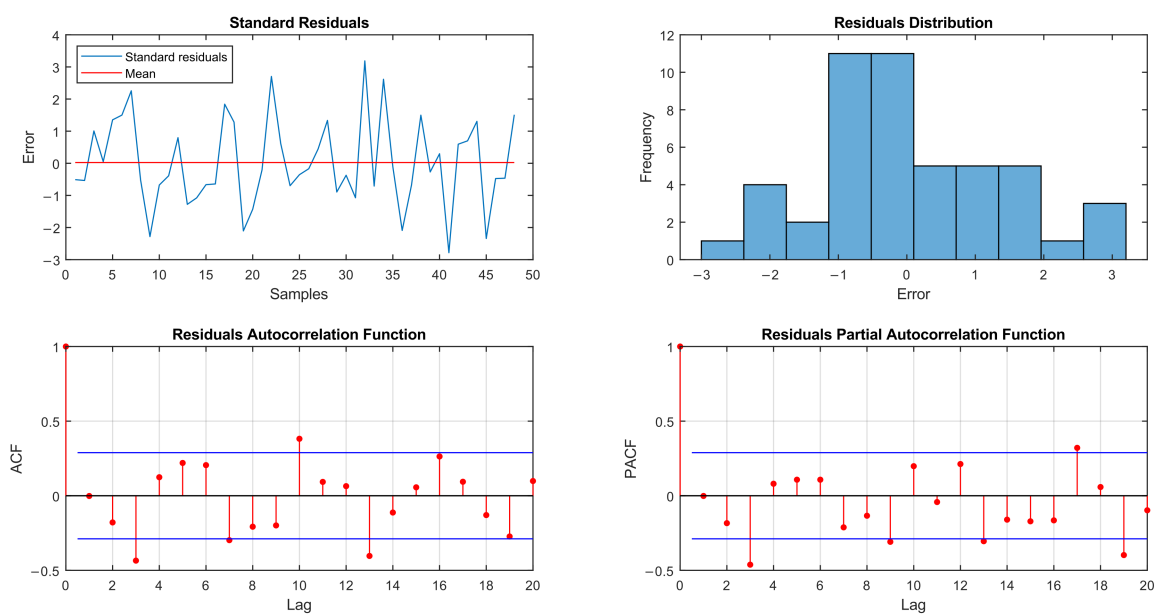 Standard Residuals
4
3
2
1
0
−1
−2
−3
Error
Standard residuals
Mean
0 5 10 15 20 25 30 35 40 45 50
Samples
Residuals Distribution
12
10
8
6
4
2
0
Frequency
−3 −2 −1 0 1 2 3
Error
Residuals Autocorrelation Function
1
0.5
0
−0.5
ACF
0 2 4 6 8 10 12 14 16 18 20
Lag
Residuals Partial Autocorrelation Function
1
0.5
0
−0.5
PACF
0 2 4 6 8 10 12 14 16 18 20
Lag